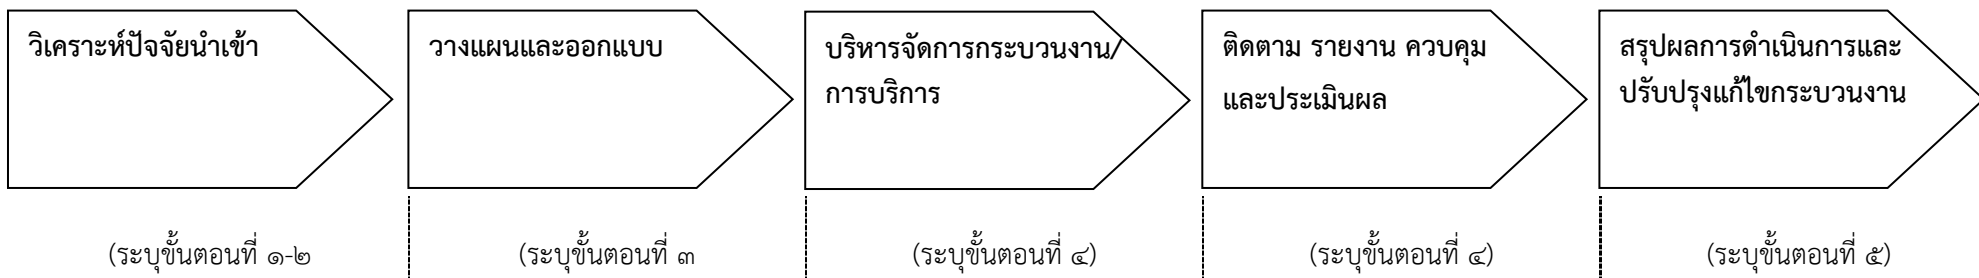 วิเคราะห์ปัจจัยนำเข้า
วางแผนและออกแบบ
บริหารจัดการกระบวนงาน/
การบริการ
ติดตาม รายงาน ควบคุม
และประเมินผล
สรุปผลการดำเนินการและ
ปรับปรุงแก้ไขกระบวนงาน
(ระบุขั้นตอนที่ ๑-๒
(ระบุขั้นตอนที่ ๓
(ระบุขั้นตอนที่ ๔)
(ระบุขั้นตอนที่ ๔)
(ระบุขั้นตอนที่ ๕)